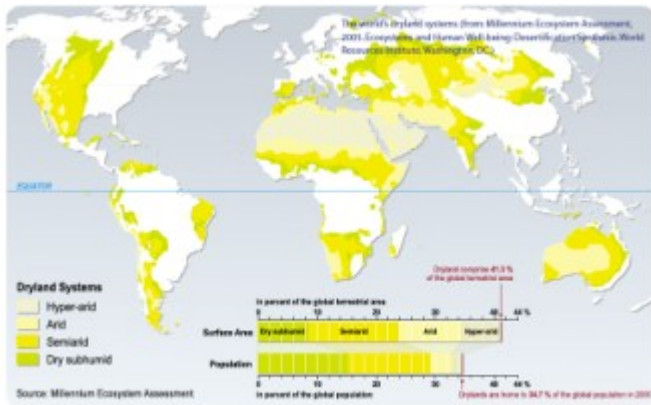 The world's dryland systems (from: Millennium Ecosystem Assessment,
2005. Ecosystems and Human Well-being: Desertification Synthesis. World
Resources Institute, Washington, DC.)
EQUATOR
Dryland Systems
Hyper-arid
Arid
Semiarid
Dry subhumid
Source: Millennium Ecosystem Assessment
Dryland comprise 41.3 %
of the global terrestrial area
In percent of the global terrestrial area
0 10 20 30 40 44 %
Surface Area
Dry subhumid Semiarid Arid Hyper-arid
Population
0 10 20 30 40 44 %
In percent of the global population
Drylands are home to 34.7 % of the global population in 2000